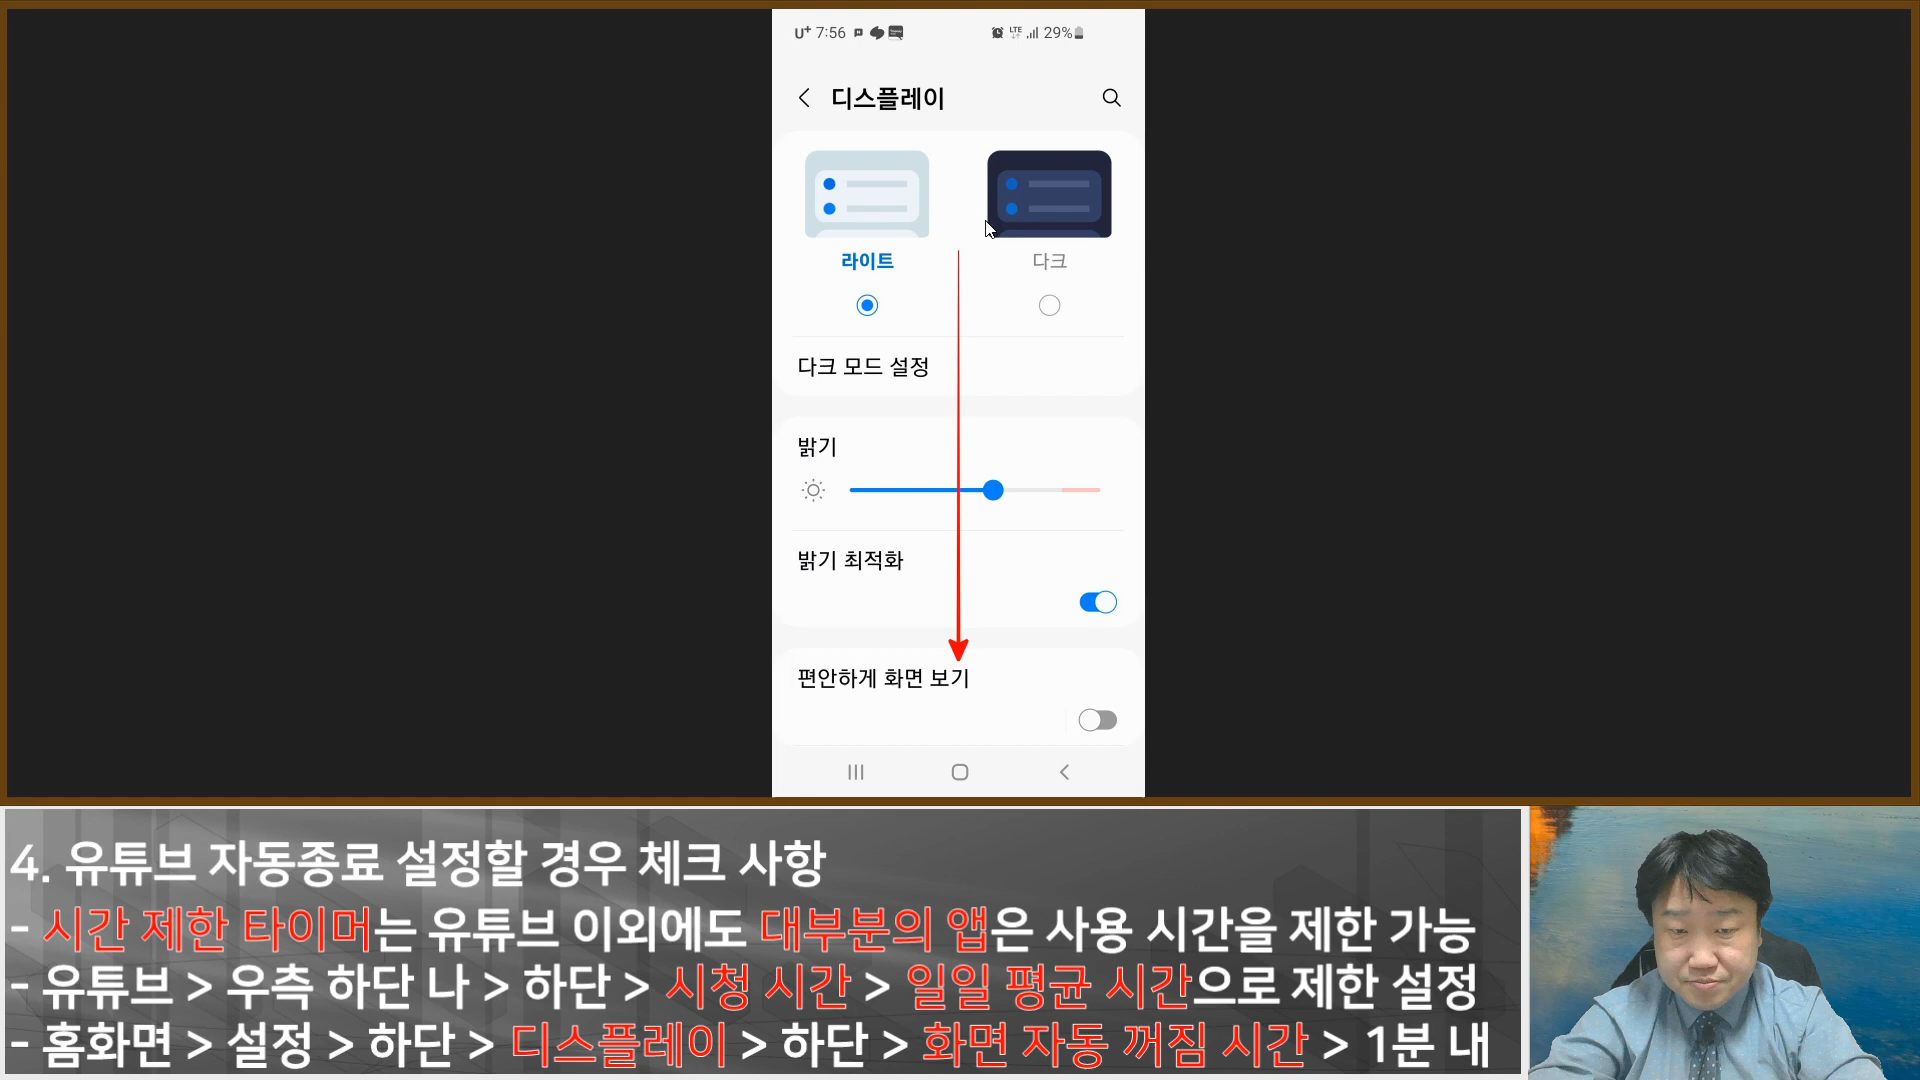 U+ 7:56 LTE 29%
디스플레이
라이트 다크
다크 모드 설정
밝기
밝기 최적화
편안하게 화면 보기
4. 유튜브 자동종료 설정할 경우 체크 사항
- 시간 제한 타이머는 유튜브 이외에도 대부분의 앱은 사용 시간을 제한 가능
- 유튜브 > 우측 하단 나 > 하단 > 시청 시간 > 일일 평균 시간으로 제한 설정
- 홈화면 > 설정 > 하단 > 디스플레이 > 하단 > 화면 자동 꺼짐 시간 > 1분 내